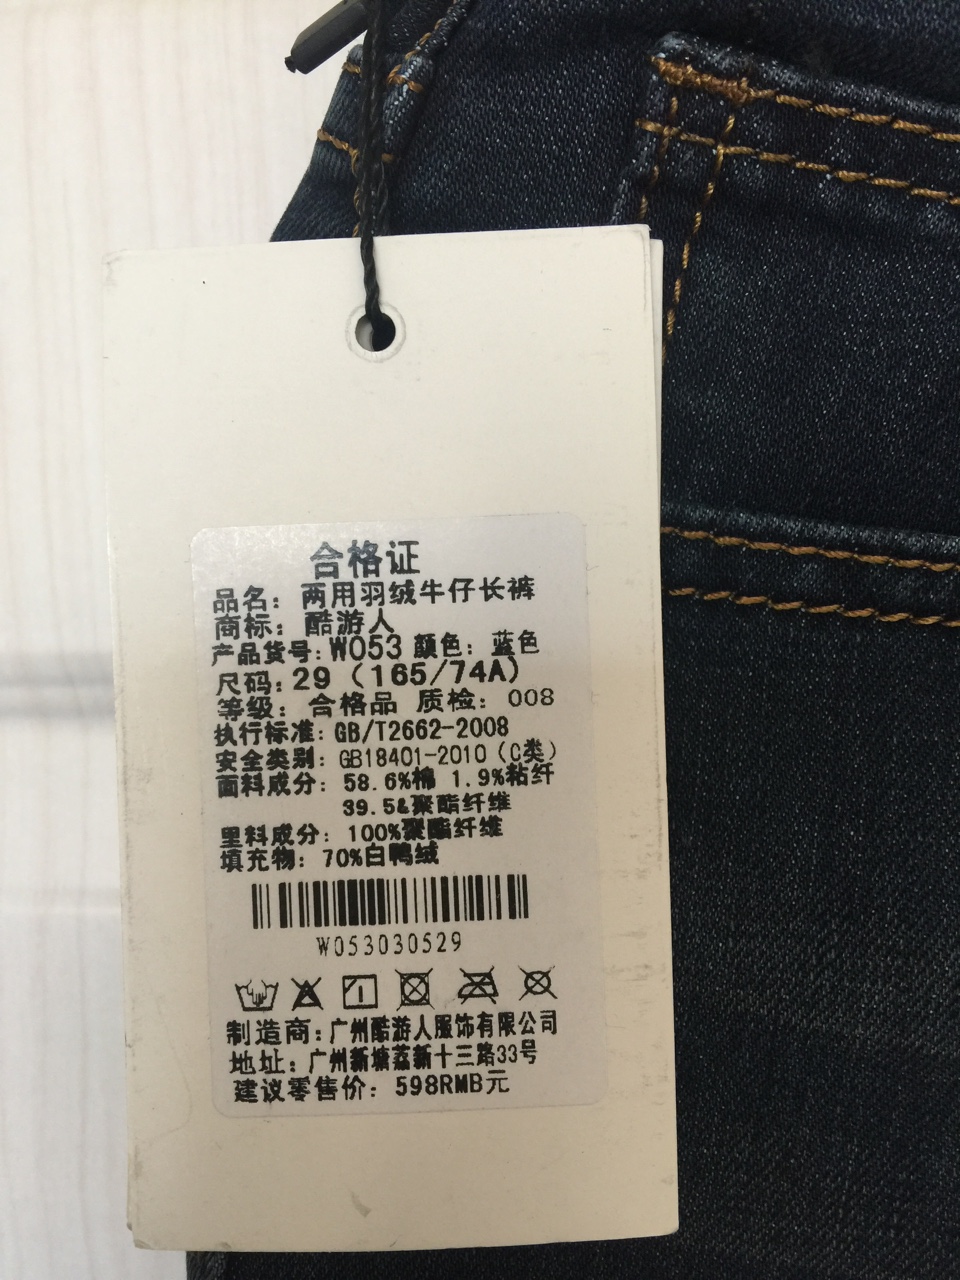 合格证
品名：两用羽绒牛仔长裤
商标：酷游人
产品货号：W053 颜色：蓝色
尺码：29（165/74A）
等级：合格品 质检：008
执行标准：GB/T2662-2008
安全类别：GB18401-2010（C类）
面料成分：58.6%棉 1.9%粘纤
39.5&聚酯纤维
里料成分：100%聚酯纤维
填充物：70%白鸭绒
W053030529
制造商：广州酷游人服饰有限公司
地址：广州新塘荔新十三路33号
建议零售价：598RMB元